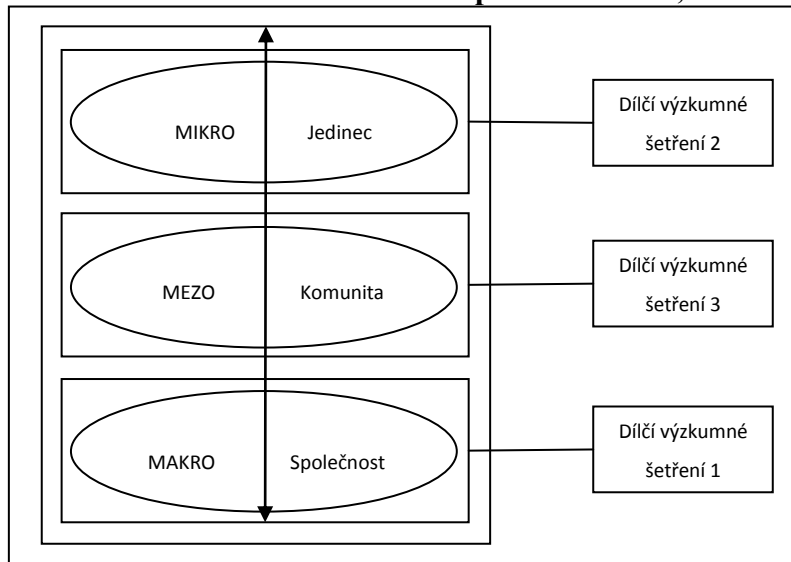 MIKRO Jedinec
Dílčí výzkumné
šetření 2
MEZO Komunita
Dílčí výzkumné
šetření 3
MAKRO Společnost
Dílčí výzkumné
šetření 1